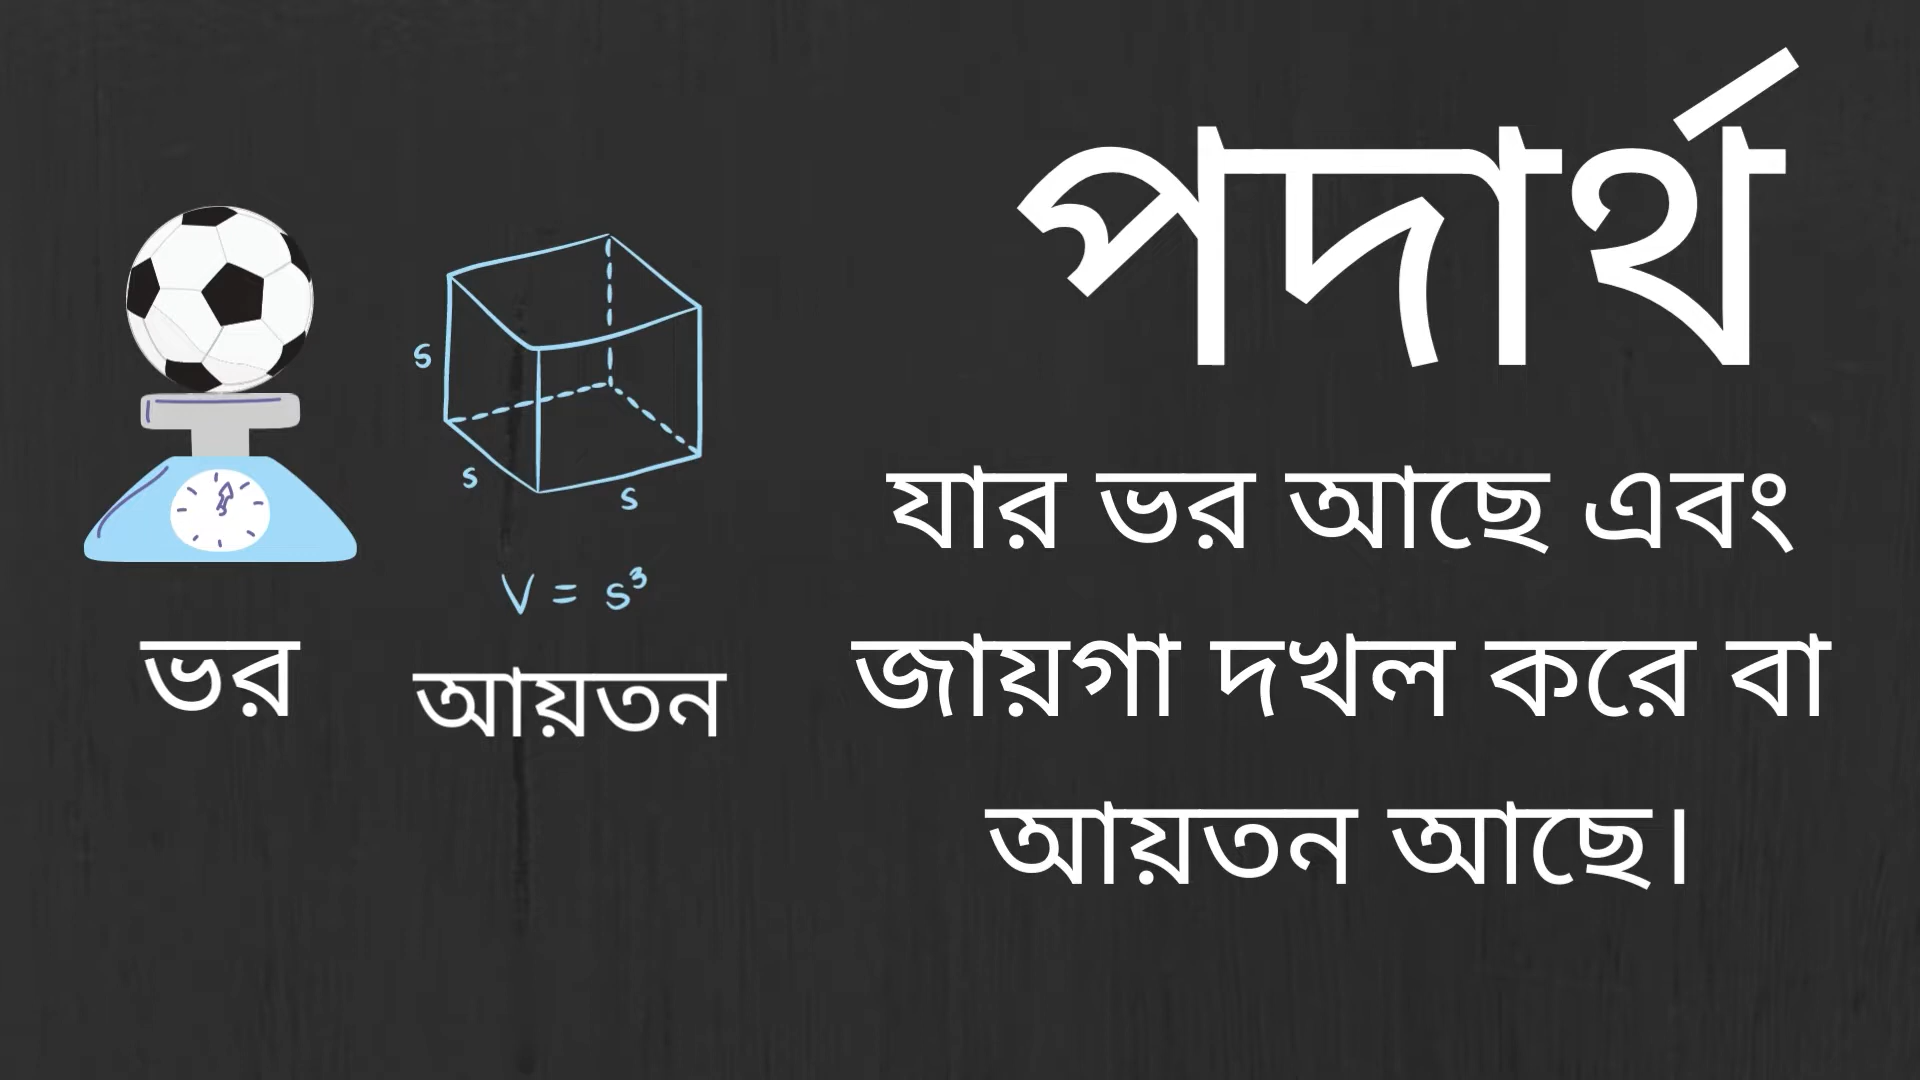 পদার্থ
যার ভর আছে এবং
জায়গা দখল করে বা
আয়তন আছে।
s
s
s
V = s³
ভর
আয়তন